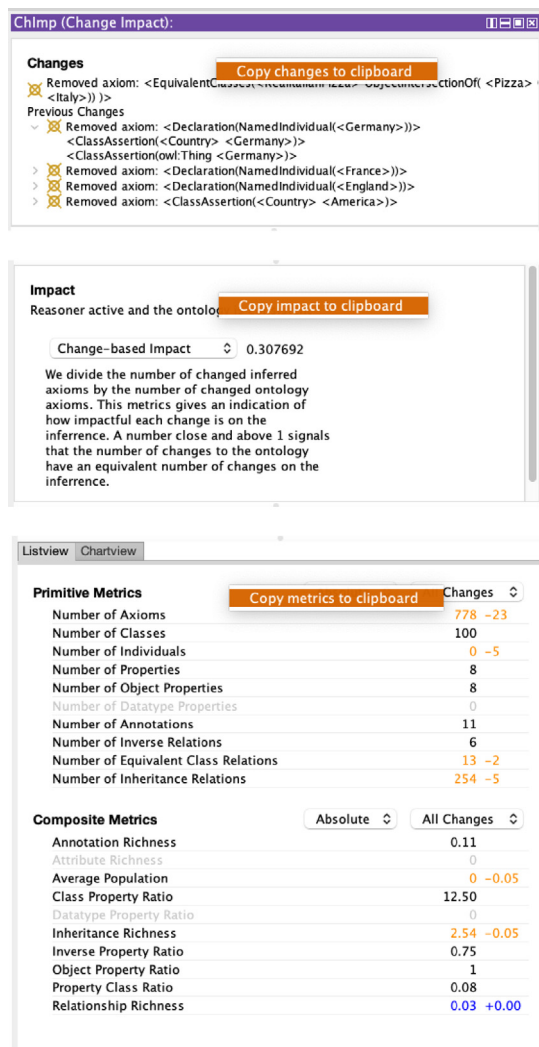 ChImp (Change Impact):
Changes
Copy changes to clipboard
Removed axiom: <EquivalentClasses(<RealItalianPizza> ObjectIntersectionOf( <Pizza>
<Italy>)) )>
Previous Changes
Removed axiom: <Declaration(NamedIndividual(<Germany>))>
<ClassAssertion(<Country> <Germany>)>
<ClassAssertion(owl:Thing <Germany>)>
Removed axiom: <Declaration(NamedIndividual(<France>))>
Removed axiom: <Declaration(NamedIndividual(<England>))>
Removed axiom: <ClassAssertion(<Country> <America>)>
Impact
Copy impact to clipboard
Reasoner active and the ontolog
Change-based Impact 0.307692
We divide the number of changed inferred
axioms by the number of changed ontology
axioms. This metrics gives an indication of
how impactful each change is on the
inferrence. A number close and above 1 signals
that the number of changes to the ontology
have an equivalent number of changes on the
inferrence.
Listview Chartview
Primitive Metrics Changes
Copy metrics to clipboard
Number of Axioms 778 -23
Number of Classes 100
Number of Individuals 0 -5
Number of Properties 8
Number of Object Properties 8
Number of Datatype Properties 0
Number of Annotations 11
Number of Inverse Relations 6
Number of Equivalent Class Relations 13 -2
Number of Inheritance Relations 254 -5
Composite Metrics Absolute All Changes
Annotation Richness 0.11
Attribute Richness 0
Average Population 0 -0.05
Class Property Ratio 12.50
Datatype Property Ratio 0
Inheritance Richness 2.54 -0.05
Inverse Property Ratio 0.75
Object Property Ratio 1
Property Class Ratio 0.08
Relationship Richness 0.03 +0.00